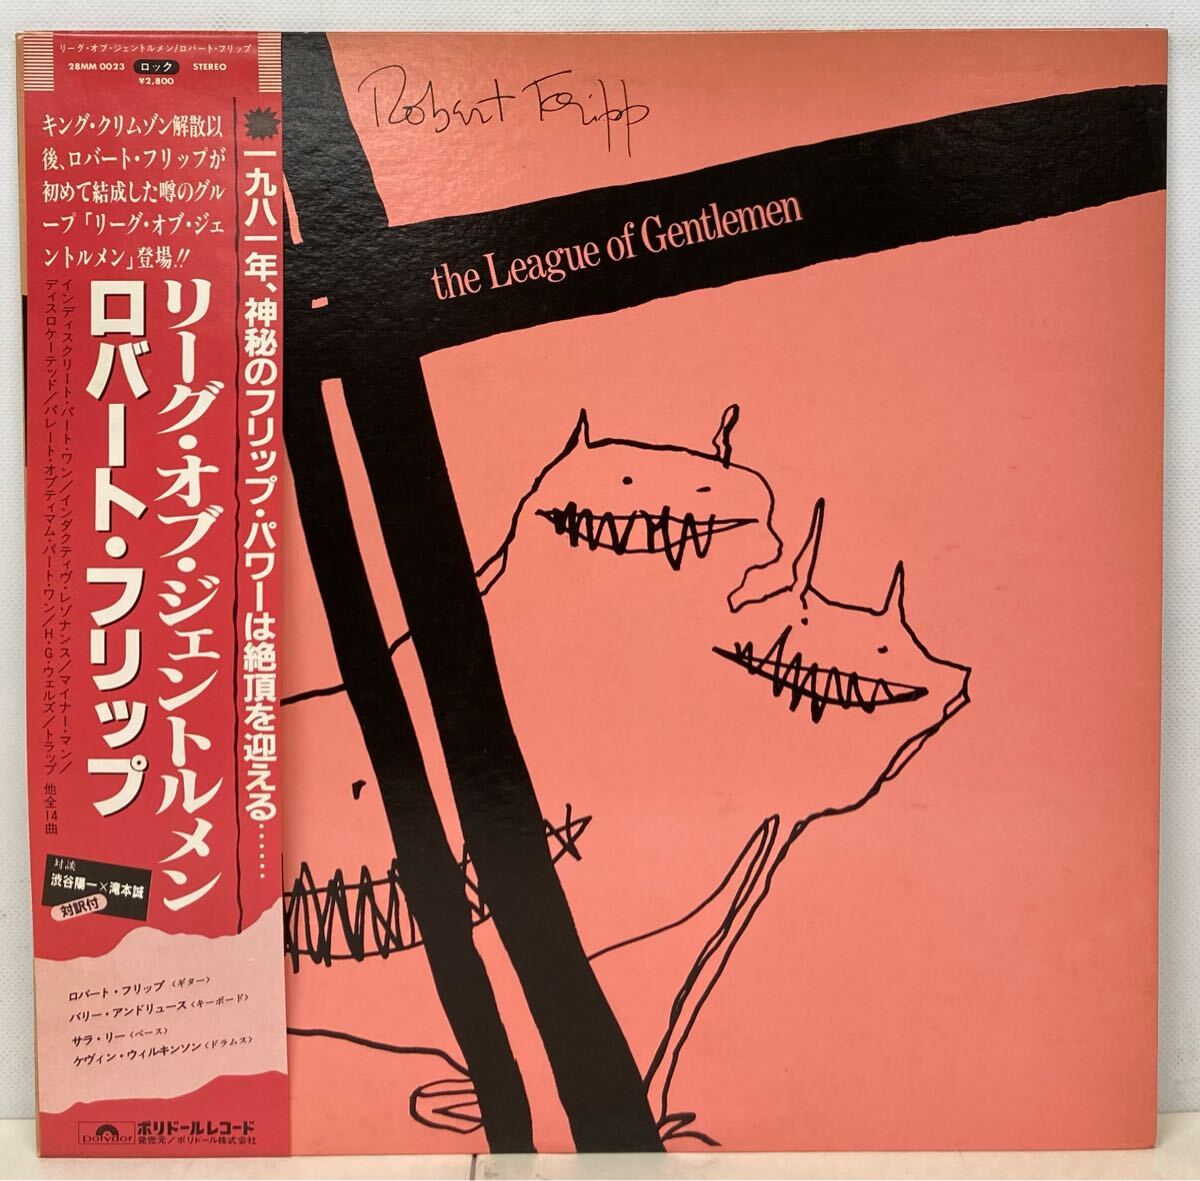 リーグ・オブ・ジェントルメン/ロバート・フリップ
28MM 0023 ロック STEREO
¥2,800
キング・クリムゾン解散以
後、ロバート・フリップが
初めて結成した噂のグル
ープ「リーグ・オブ・ジェ
ントルメン」登場!!
一九八一年、神秘のフリップ・パワーは絶頂を迎える……
リーグ・オブ・ジェントルメン
ロバート・フリップ
インディスクリート・パート・ワン/インダクティヴ・レゾナンス/マイナー・マン/
ディスロケーテッド/パレート・オプティマム・パート・ワン/H・G・ウェルズ/トラップ 他全14曲
対談
渋谷陽一×滝本誠
対訳付
ロバート・フリップ〈ギター〉
バリー・アンドリュース〈キーボード〉
サラ・リー〈ベース〉
ケヴィン・ウィルキンソン〈ドラムス〉
polydor ポリドールレコード
発売元/ポリドール株式会社
Robert Fripp
the League of Gentlemen